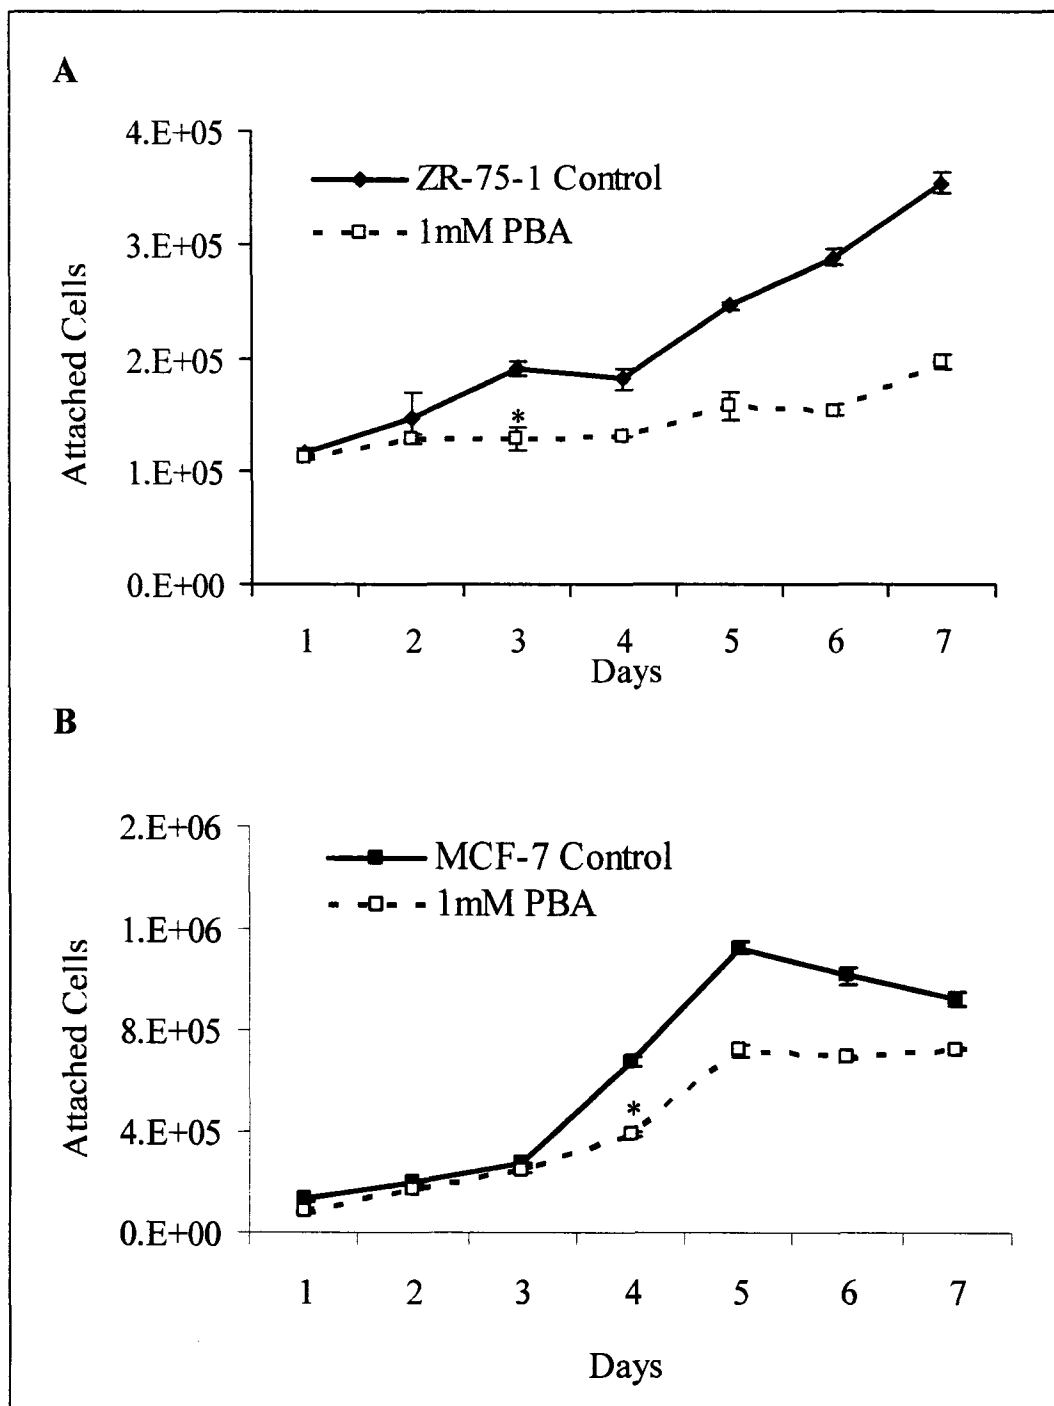 A
4.E+05
3.E+05
2.E+05
1.E+05
0.E+00
Attached Cells
ZR-75-1 Control
1mM PBA
*
1 2 3 4 5 6 7
Days
B
2.E+06
1.E+06
8.E+05
4.E+05
0.E+00
Attached Cells
MCF-7 Control
1mM PBA
*
1 2 3 4 5 6 7
Days